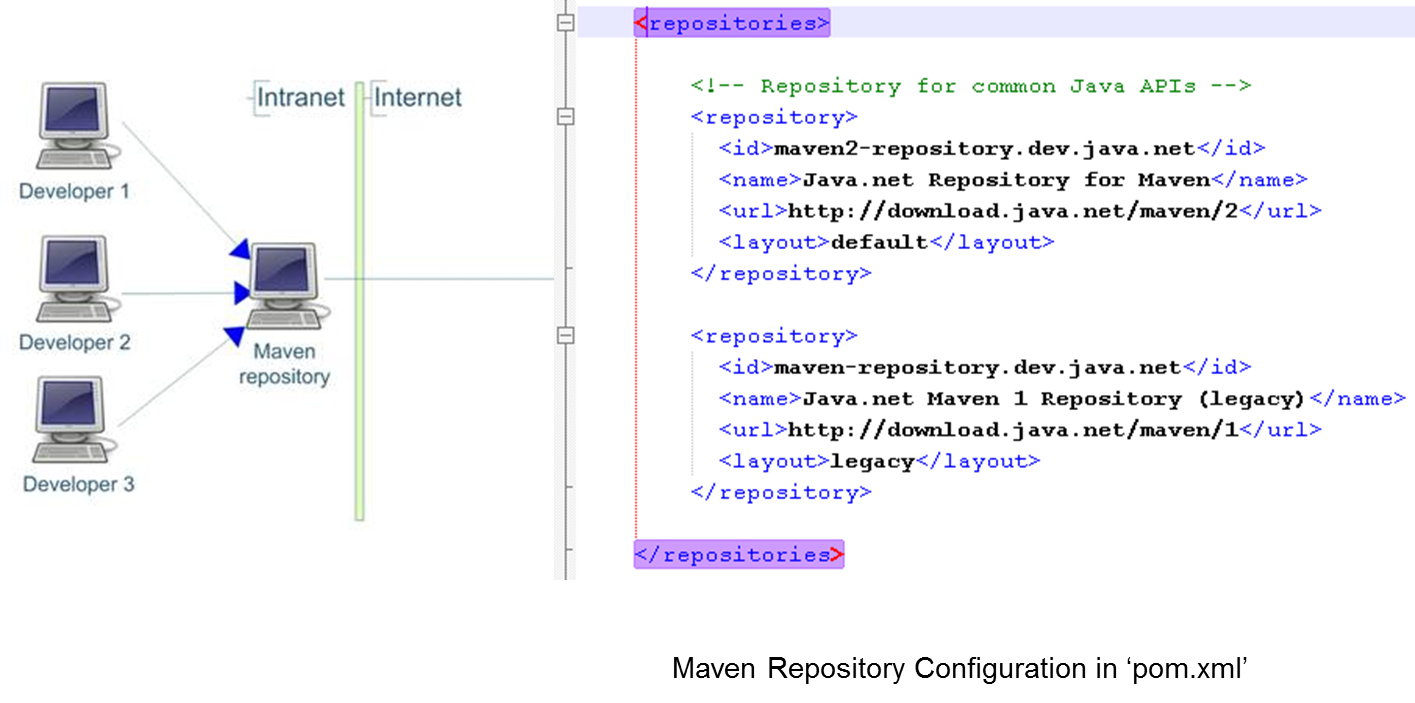 Intranet
Internet
Developer 1
Developer 2
Maven
repository
Developer 3
<repositories>
<!-- Repository for common Java APIs -->
<repository>
<id>maven2-repository.dev.java.net</id>
<name>Java.net Repository for Maven</name>
<url>http://download.java.net/maven/2</url>
<layout>default</layout>
</repository>
<repository>
<id>maven-repository.dev.java.net</id>
<name>Java.net Maven 1 Repository (legacy)</name>
<url>http://download.java.net/maven/1</url>
<layout>legacy</layout>
</repository>
</repositories>
Maven Repository Configuration in ‘pom.xml’